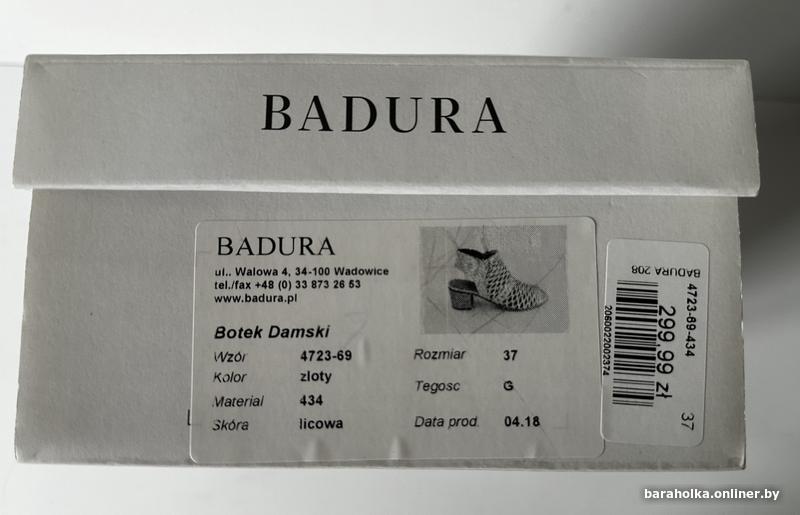 BADURA
BADURA
ul.. Walowa 4, 34-100 Wadowice
tel./fax +48 (0) 33 873 26 53
www.badura.pl
Botek Damski
Wzór 4723-69
Kolor zloty
Material 434
Skóra licowa
Rozmiar 37
Tegosc G
Data prod. 04.18
BADURA 208
4723-69-434
299,99 zł
37
2060022002374
baraholka.onliner.by